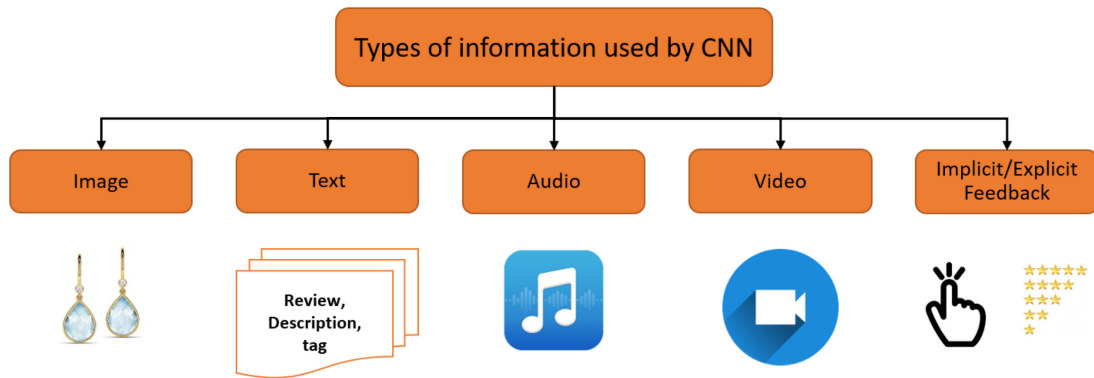 Types of information used by CNN
Image
Text
Audio
Video
Implicit/Explicit
Feedback
Review,
Description,
tag